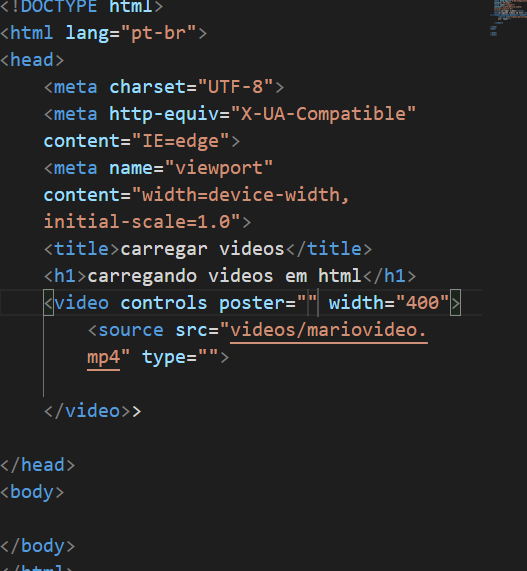 <!DOCTYPE html>
<html lang="pt-br">
<head>
<meta charset="UTF-8">
<meta http-equiv="X-UA-Compatible"
content="IE=edge">
<meta name="viewport"
content="width=device-width,
initial-scale=1.0">
<title>carregar videos</title>
<h1>carregando videos em html</h1>
<video controls poster="" width="400">
<source src="videos/mariovideo.
mp4" type="">
</video>>
</head>
<body>
</body>
</html>